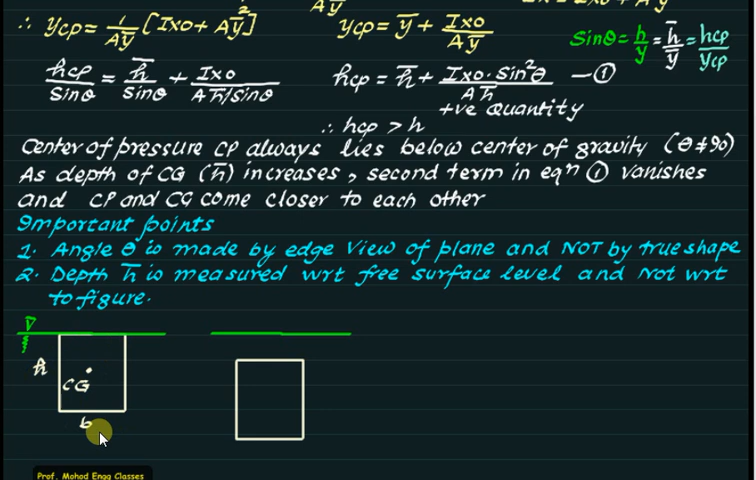 ∴ ycp = 1/Aȳ [Ixo + Aȳ²]
ycp = ȳ + Ixo/Aȳ
Sinθ = h/y = h̄/ȳ = hcp/ycp
hcp/Sinθ = h̄/Sinθ + Ixo/(Ah̄/Sinθ)
hcp = h̄ + Ixo·Sin²θ/Ah̄ —①
+ve quantity
∴ hcp > h
Center of pressure CP always lies below center of gravity (θ≠90)
As depth of CG (h̄) increases, second term in eqⁿ ① vanishes
and CP and CG come closer to each other
Important points
1. Angle θ is made by edge view of plane and NOT by true shape
2. Depth h̄ is measured wrt free surface level and Not wrt
to figure.
h
CG
b
Prof. Mohod Engg Classes